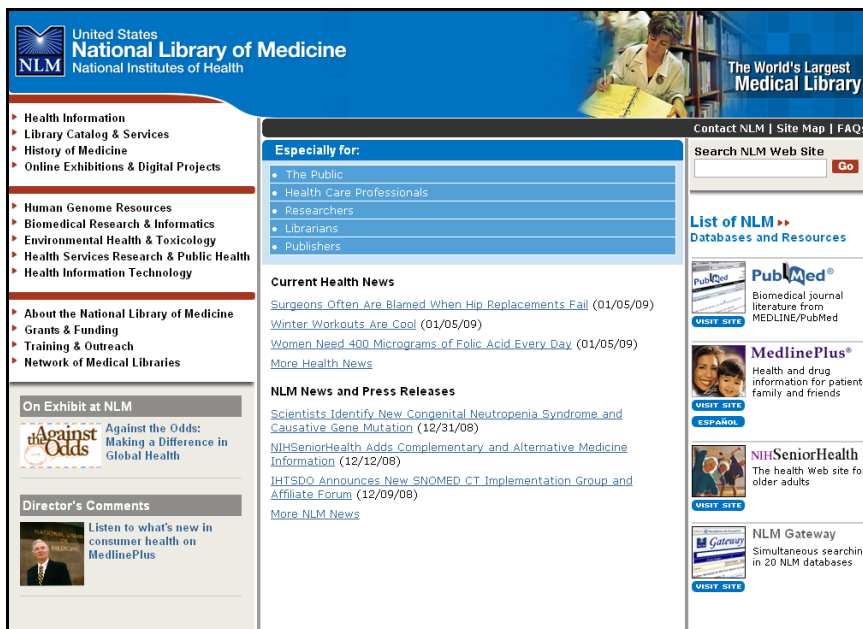 United States
National Library of Medicine
National Institutes of Health
NLM
The World's Largest
Medical Library
Health Information
Library Catalog & Services
History of Medicine
Online Exhibitions & Digital Projects
Human Genome Resources
Biomedical Research & Informatics
Environmental Health & Toxicology
Health Services Research & Public Health
Health Information Technology
About the National Library of Medicine
Grants & Funding
Training & Outreach
Network of Medical Libraries
On Exhibit at NLM
Against
the Odds
Against the Odds:
Making a Difference in
Global Health
Director's Comments
Listen to what's new in
consumer health on
MedlinePlus
Especially for:
The Public
Health Care Professionals
Researchers
Librarians
Publishers
Current Health News
Surgeons Often Are Blamed When Hip Replacements Fail (01/05/09)
Winter Workouts Are Cool (01/05/09)
Women Need 400 Micrograms of Folic Acid Every Day (01/05/09)
More Health News
NLM News and Press Releases
Scientists Identify New Congenital Neutropenia Syndrome and
Causative Gene Mutation (12/31/08)
NIHSeniorHealth Adds Complementary and Alternative Medicine
Information (12/12/08)
IHTSDO Announces New SNOMED CT Implementation Group and
Affiliate Forum (12/09/08)
More NLM News
Contact NLM | Site Map | FAQs
Search NLM Web Site
Go
List of NLM
Databases and Resources
PubMed
VISIT SITE
PubMed®
Biomedical journal
literature from
MEDLINE/PubMed
MedlinePlus®
Health and drug
information for patient
family and friends
VISIT SITE
ESPAÑOL
NIHSeniorHealth
The health Web site fo
older adults
VISIT SITE
Gateway
NLM Gateway
Simultaneous searchin
in 20 NLM databases
VISIT SITE